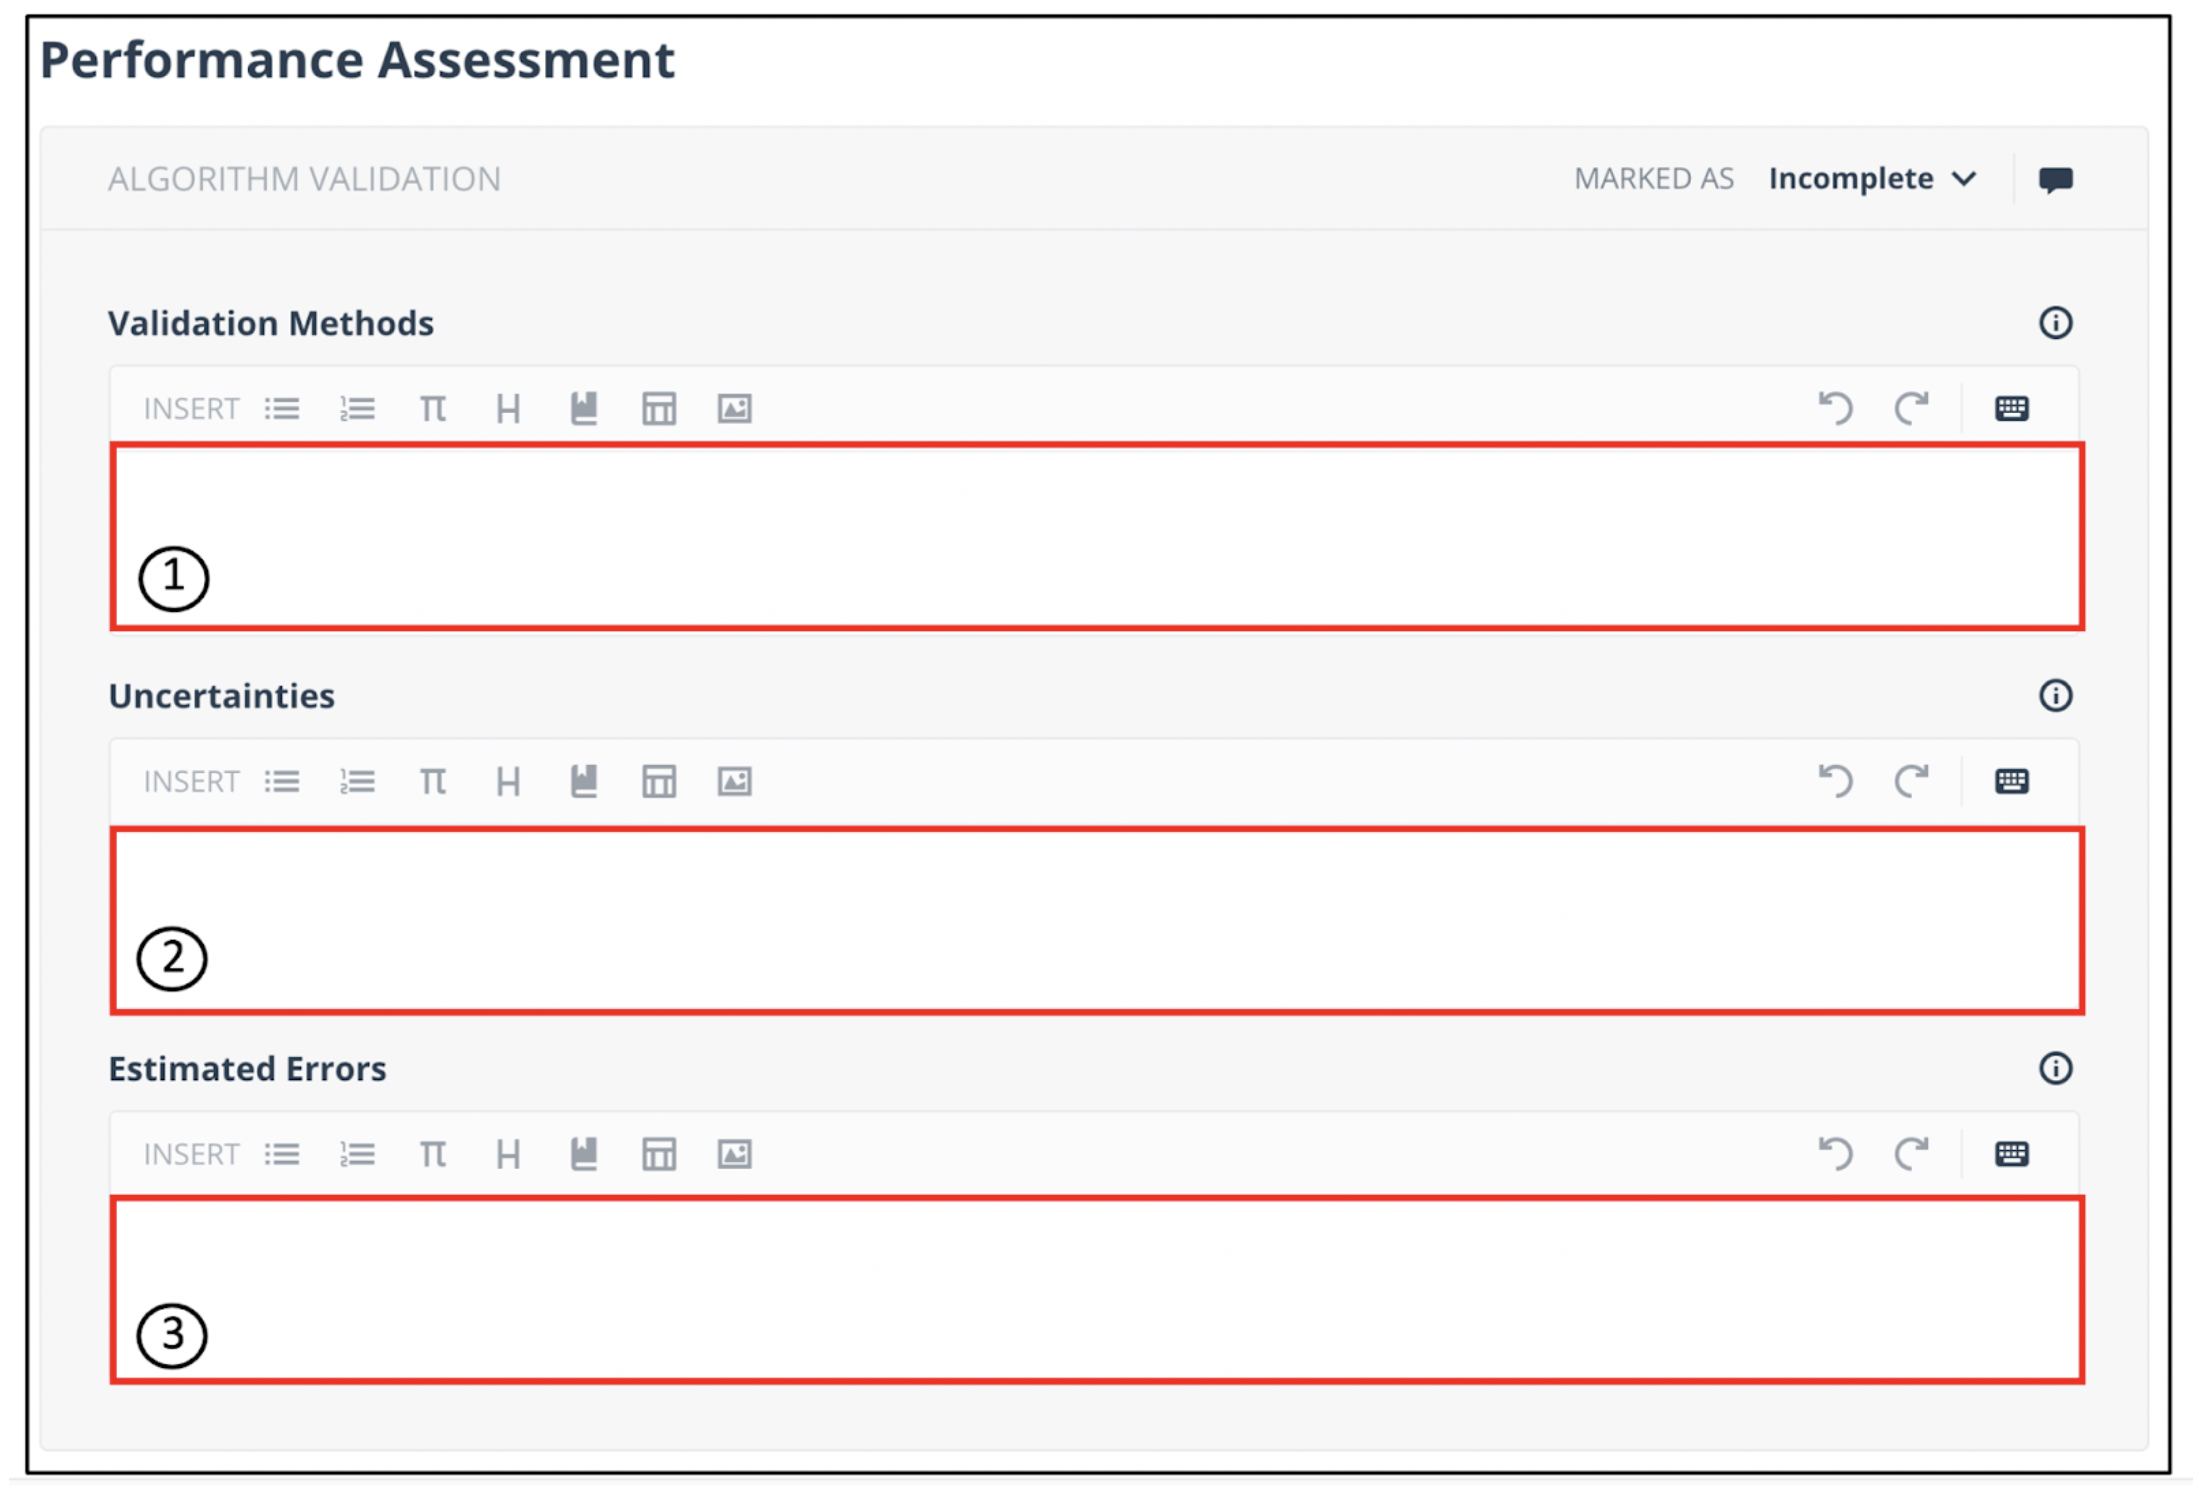 Performance Assessment
ALGORITHM VALIDATION MARKED AS Incomplete
Validation Methods
INSERT π H
1
Uncertainties
INSERT π H
2
Estimated Errors
INSERT π H
3